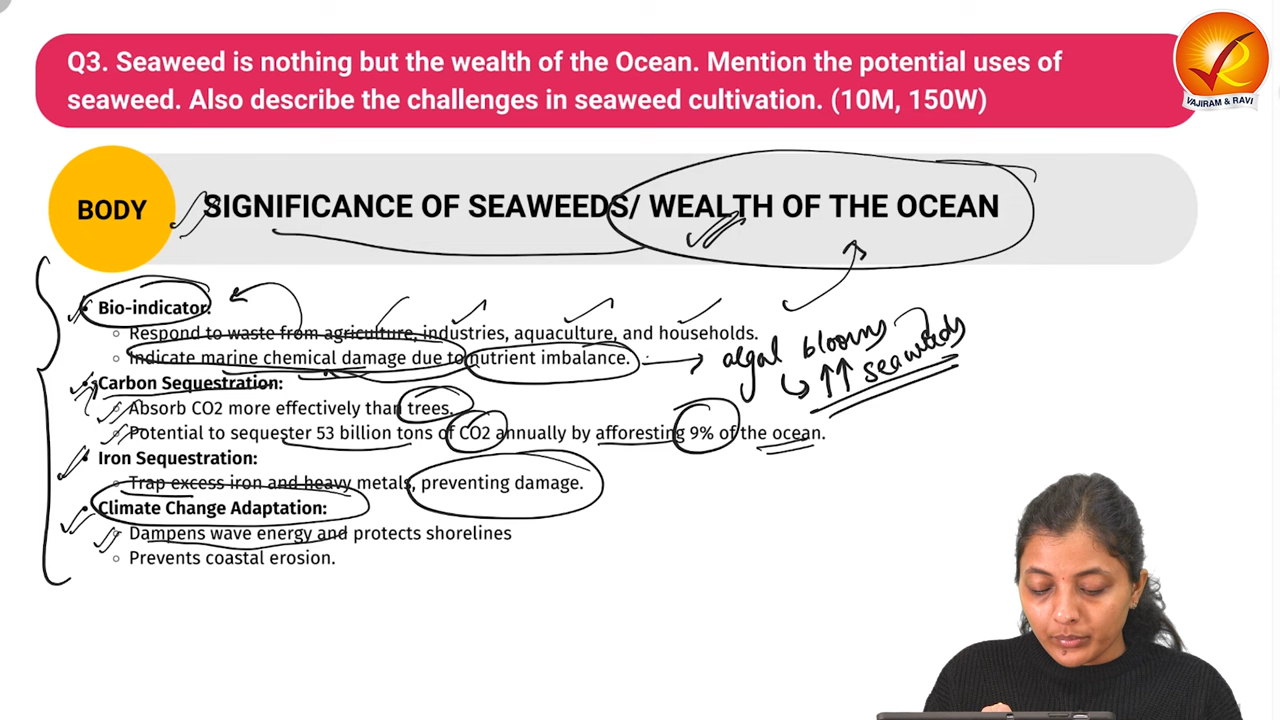 Q3. Seaweed is nothing but the wealth of the Ocean. Mention the potential uses of
seaweed. Also describe the challenges in seaweed cultivation. (10M, 150W)
VAJIRAM & RAVI
BODY
SIGNIFICANCE OF SEAWEEDS/ WEALTH OF THE OCEAN
• Bio-indicator:
○ Respond to waste from agriculture, industries, aquaculture, and households.
○ Indicate marine chemical damage due to nutrient imbalance.
algal blooms
↑↑ seaweeds
• Carbon Sequestration:
○ Absorb CO2 more effectively than trees.
○ Potential to sequester 53 billion tons of CO2 annually by afforesting 9% of the ocean.
• Iron Sequestration:
○ Trap excess iron and heavy metals, preventing damage.
• Climate Change Adaptation:
○ Dampens wave energy and protects shorelines
○ Prevents coastal erosion.